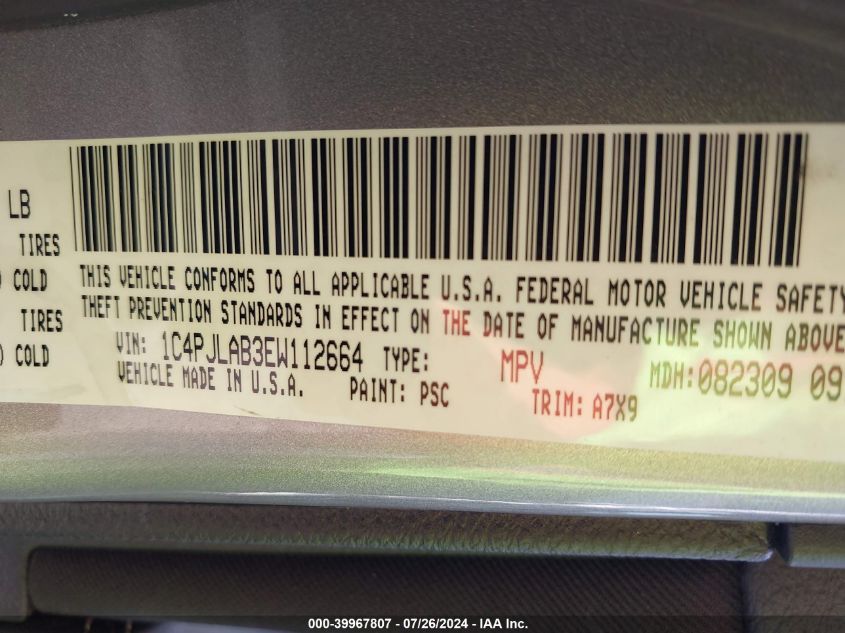 LB
TIRES
) COLD
TIRES
) COLD
THIS VEHICLE CONFORMS TO ALL APPLICABLE U.S.A. FEDERAL MOTOR VEHICLE SAFETY
THEFT PREVENTION STANDARDS IN EFFECT ON THE DATE OF MANUFACTURE SHOWN ABOVE
VIN: 1C4PJLAB3EW112664 TYPE: MPV MDH:082309 09
VEHICLE MADE IN U.S.A. PAINT: PSC TRIM: A7X9
000-39967807 - 07/26/2024 - IAA Inc.